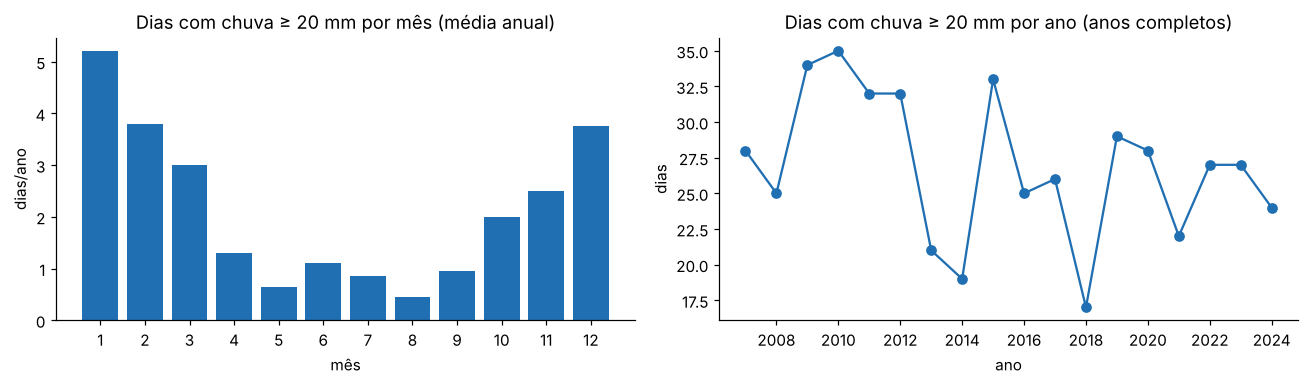 Dias com chuva ≥ 20 mm por mês (média anual)
dias/ano
5
4
3
2
1
0
1 2 3 4 5 6 7 8 9 10 11 12
mês
Dias com chuva ≥ 20 mm por ano (anos completos)
dias
35.0
32.5
30.0
27.5
25.0
22.5
20.0
17.5
2008 2010 2012 2014 2016 2018 2020 2022 2024
ano